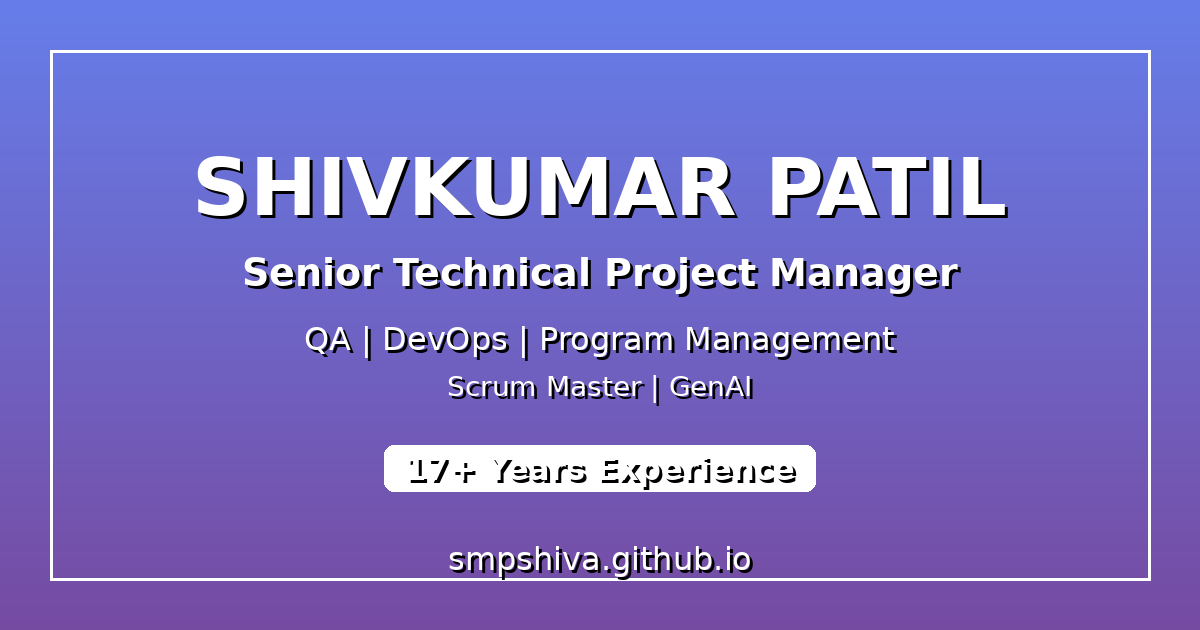 SHIVKUMAR PATIL
Senior Technical Project Manager
QA | DevOps | Program Management
Scrum Master | GenAI
17+ Years Experience
smpshiva.github.io